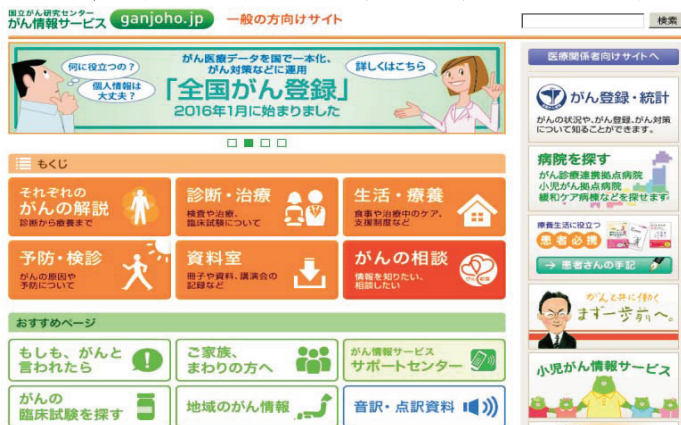 国立がん研究センター
がん情報サービス ganjoho.jp 一般の方向けサイト
検索
何に役立つの？
個人情報は
大丈夫？
がん医療データを国で一本化、
がん対策などに運用
「全国がん登録」
2016年1月に始まりました
詳しくはこちら
医療関係者向けサイトへ
がん登録・統計
がんの状況や、がん登録、がん対策
について知ることができます。
病院を探す
がん診療連携拠点病院
小児がん拠点病院
緩和ケア病棟などを探せます
療養生活に役立つ
患者必携
→ 患者さんの手記
がんと共に働く
まず一歩前へ。
小児がん情報サービス
もくじ
それぞれの
がんの解説
診断から療養まで
診断・治療
検査や治療、
臨床試験について
生活・療養
食事や治療中のケア、
支援制度など
予防・検診
がんの原因や
予防について
資料室
冊子や資料、講演会の
記録など
がんの相談
情報を知りたい、
相談したい
おすすめページ
もしも、がんと
言われたら
ご家族、
まわりの方へ
がん情報サービス
サポートセンター
がんの
臨床試験を探す
地域のがん情報
音訳・点訳資料